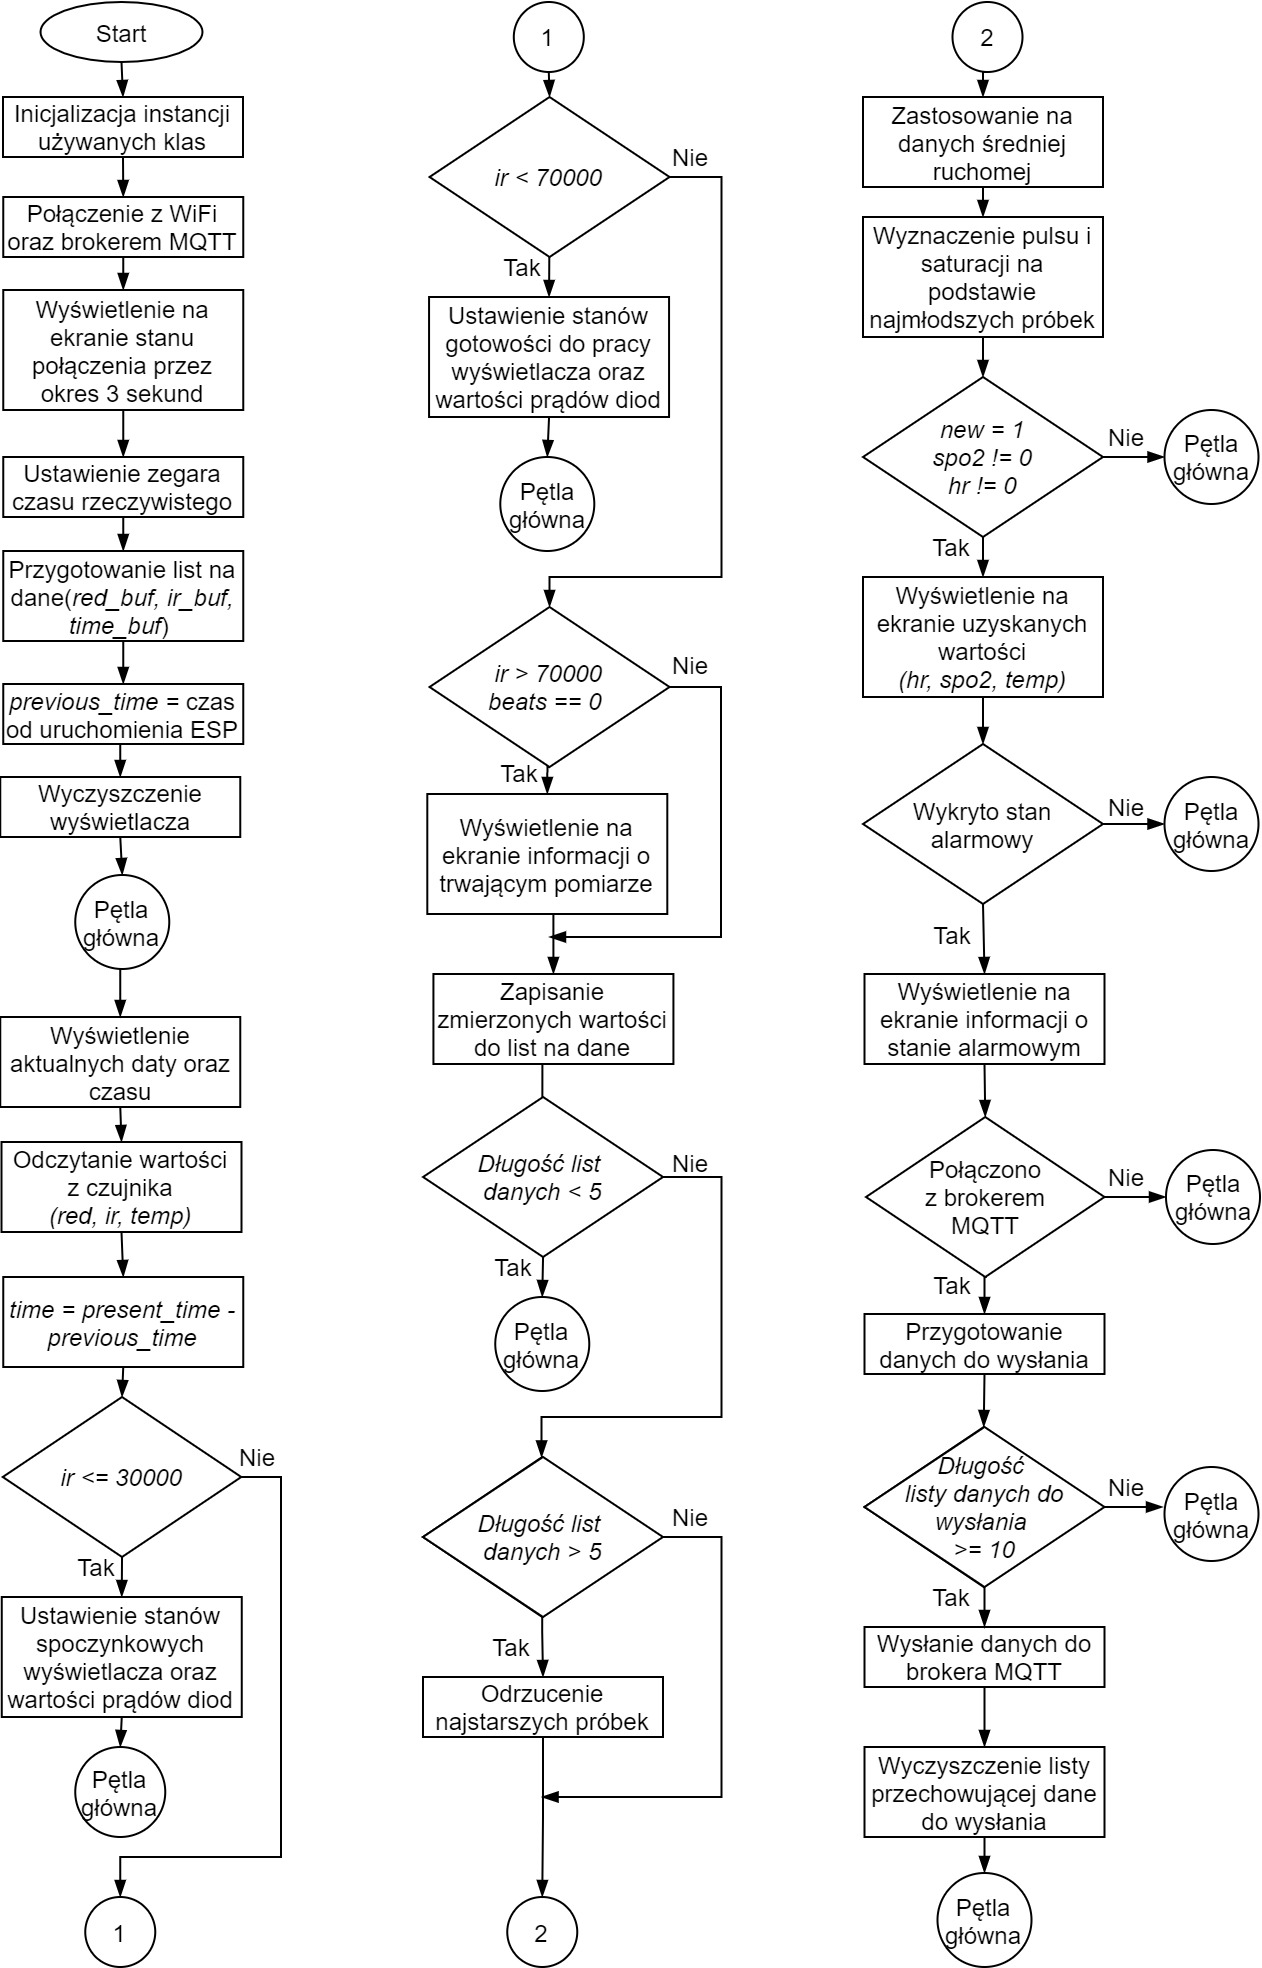 Start
Inicjalizacja instancji
używanych klas
Połączenie z WiFi
oraz brokerem MQTT
Wyświetlenie na
ekranie stanu
połączenia przez
okres 3 sekund
Ustawienie zegara
czasu rzeczywistego
Przygotowanie list na
dane(red_buf, ir_buf,
time_buf)
previous_time = czas
od uruchomienia ESP
Wyczyszczenie
wyświetlacza
Pętla
główna
Wyświetlenie
aktualnych daty oraz
czasu
Odczytanie wartości
z czujnika
(red, ir, temp)
time = present_time -
previous_time
ir <= 30000
Nie
Tak
Ustawienie stanów
spoczynkowych
wyświetlacza oraz
wartości prądów diod
Pętla
główna
1
1
ir < 70000
Nie
Tak
Ustawienie stanów
gotowości do pracy
wyświetlacza oraz
wartości prądów diod
Pętla
główna
ir > 70000
beats == 0
Nie
Tak
Wyświetlenie na
ekranie informacji o
trwającym pomiarze
Zapisanie
zmierzonych wartości
do list na dane
Długość list
danych < 5
Nie
Tak
Pętla
główna
Długość list
danych > 5
Nie
Tak
Odrzucenie
najstarszych próbek
2
2
Zastosowanie na
danych średniej
ruchomej
Wyznaczenie pulsu i
saturacji na
podstawie
najmłodszych próbek
new = 1
spo2 != 0
hr != 0
Nie
Pętla
główna
Tak
Wyświetlenie na
ekranie uzyskanych
wartości
(hr, spo2, temp)
Wykryto stan
alarmowy
Nie
Pętla
główna
Tak
Wyświetlenie na
ekranie informacji o
stanie alarmowym
Połączono
z brokerem
MQTT
Nie
Pętla
główna
Tak
Przygotowanie
danych do wysłania
Długość
listy danych do
wysłania
>= 10
Nie
Pętla
główna
Tak
Wysłanie danych do
brokera MQTT
Wyczyszczenie listy
przechowującej dane
do wysłania
Pętla
główna